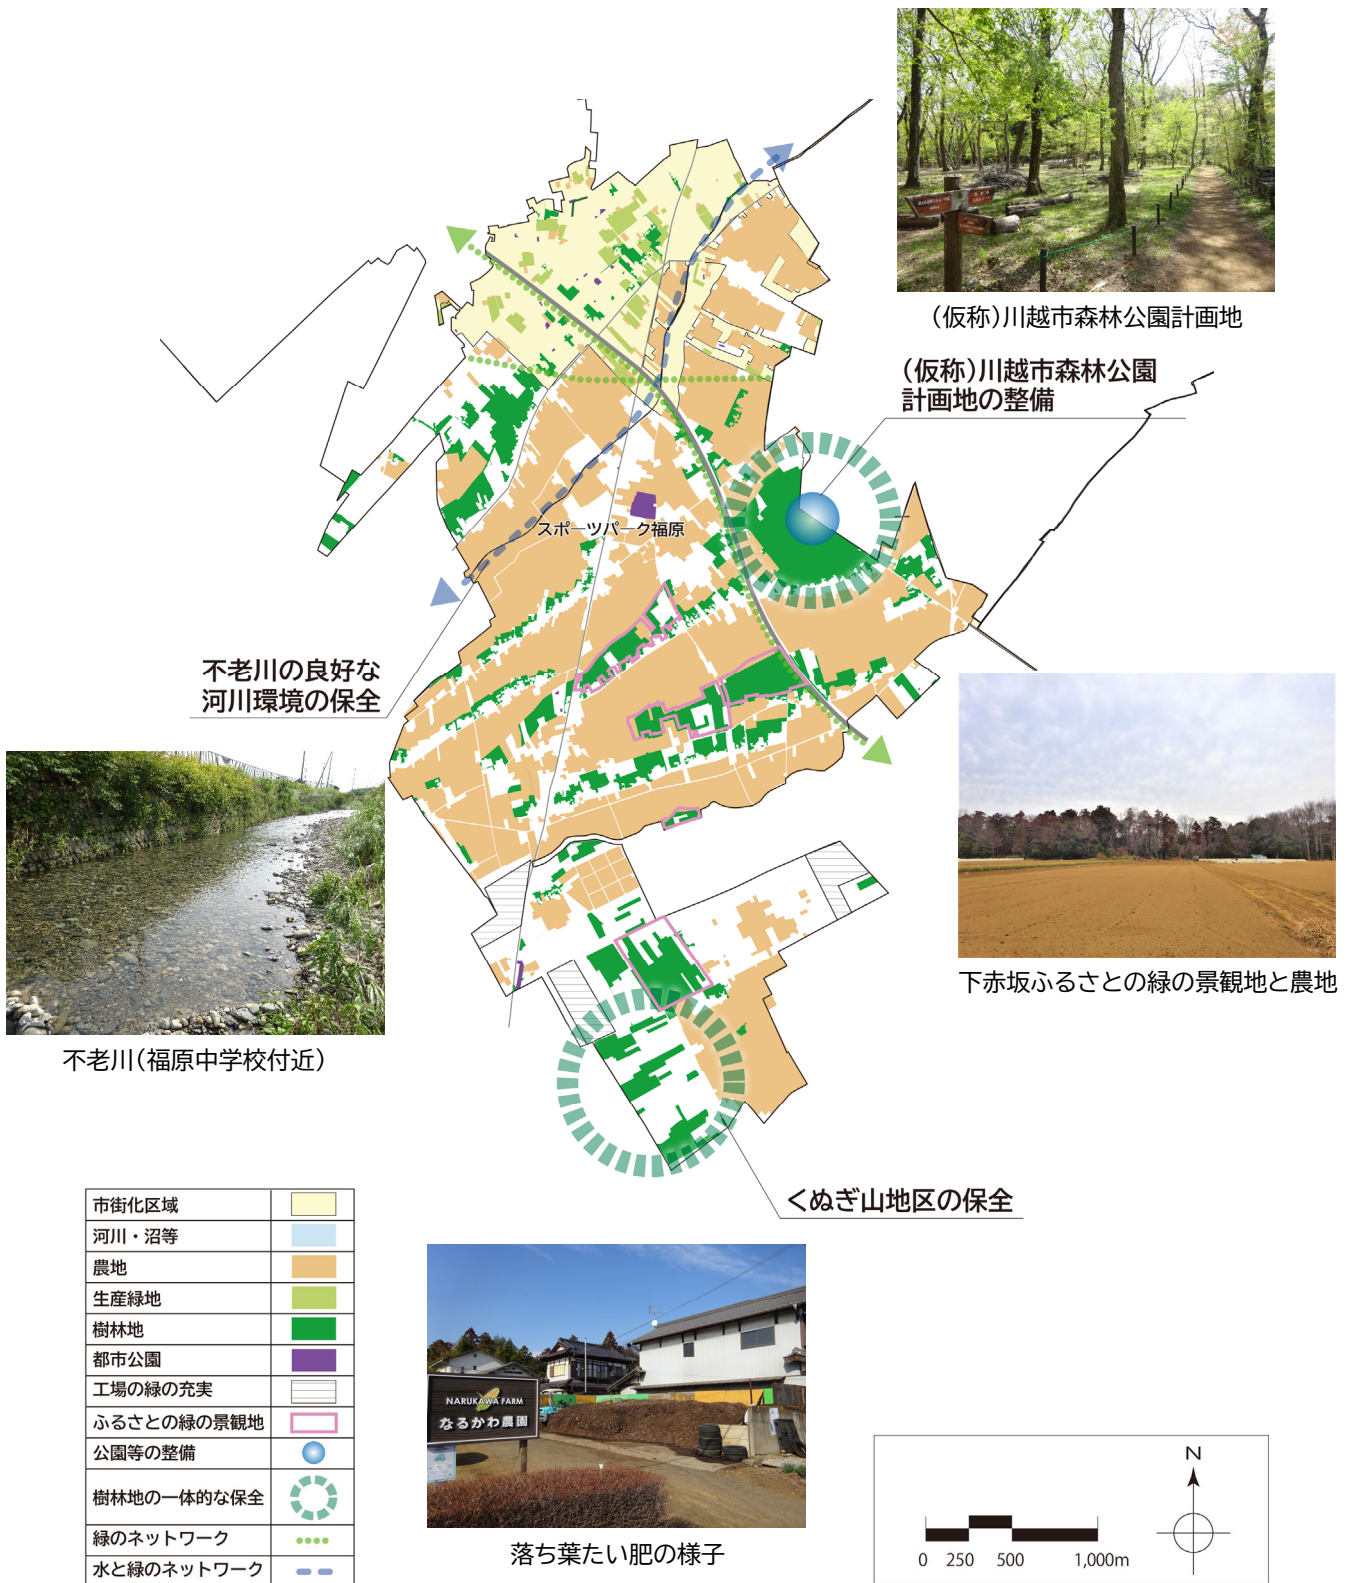 (仮称)川越市森林公園計画地
(仮称)川越市森林公園
計画地の整備
スポーツパーク福原
不老川の良好な
河川環境の保全
下赤坂ふるさとの緑の景観地と農地
不老川(福原中学校付近)
くぬぎ山地区の保全
市街化区域
河川・沼等
農地
生産緑地
樹林地
都市公園
工場の緑の充実
ふるさとの緑の景観地
公園等の整備
樹林地の一体的な保全
緑のネットワーク
水と緑のネットワーク
NARUKAWA FARM
なるかわ農園
落ち葉たい肥の様子
N
0 250 500 1,000m